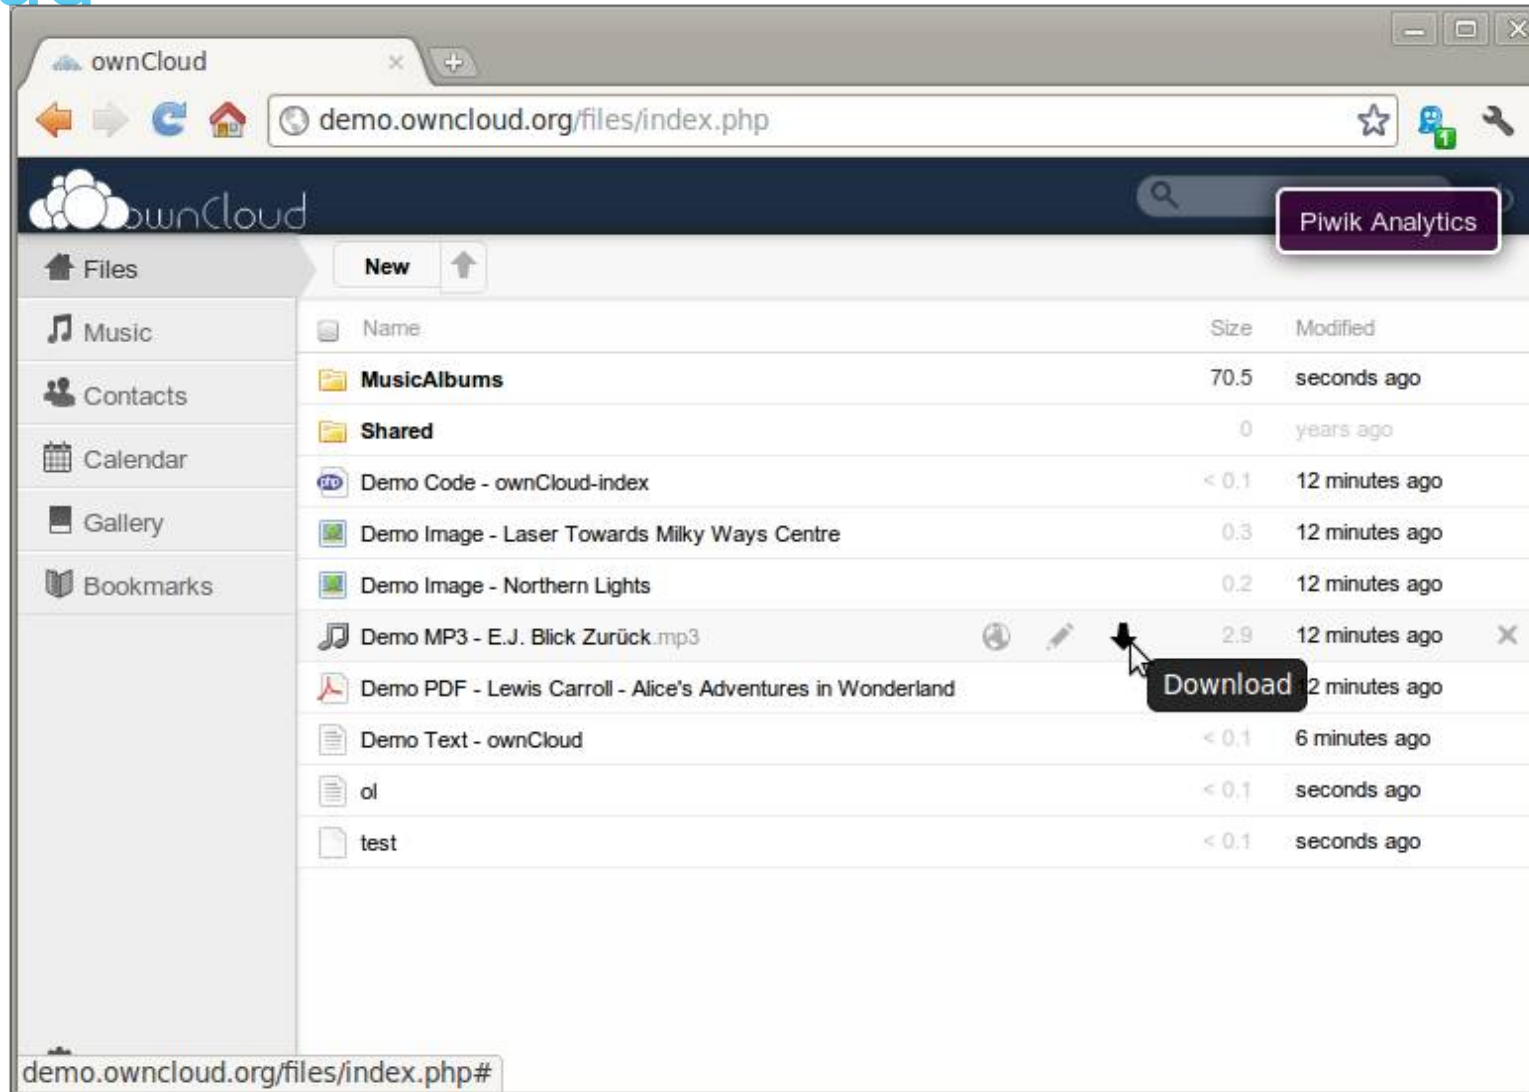 ownCloud
demo.owncloud.org/files/index.php
1
ownCloud
Piwik Analytics
Files
New
Music
Name Size Modified
MusicAlbums 70.5 seconds ago
Contacts
Shared 0 years ago
Calendar
php Demo Code - ownCloud-index < 0.1 12 minutes ago
Gallery
Demo Image - Laser Towards Milky Ways Centre 0.3 12 minutes ago
Bookmarks
Demo Image - Northern Lights 0.2 12 minutes ago
Demo MP3 - E.J. Blick Zurück.mp3 2.9 12 minutes ago
Demo PDF - Lewis Carroll - Alice's Adventures in Wonderland 2 minutes ago
Download
Demo Text - ownCloud < 0.1 6 minutes ago
ol < 0.1 seconds ago
test < 0.1 seconds ago
demo.owncloud.org/files/index.php#